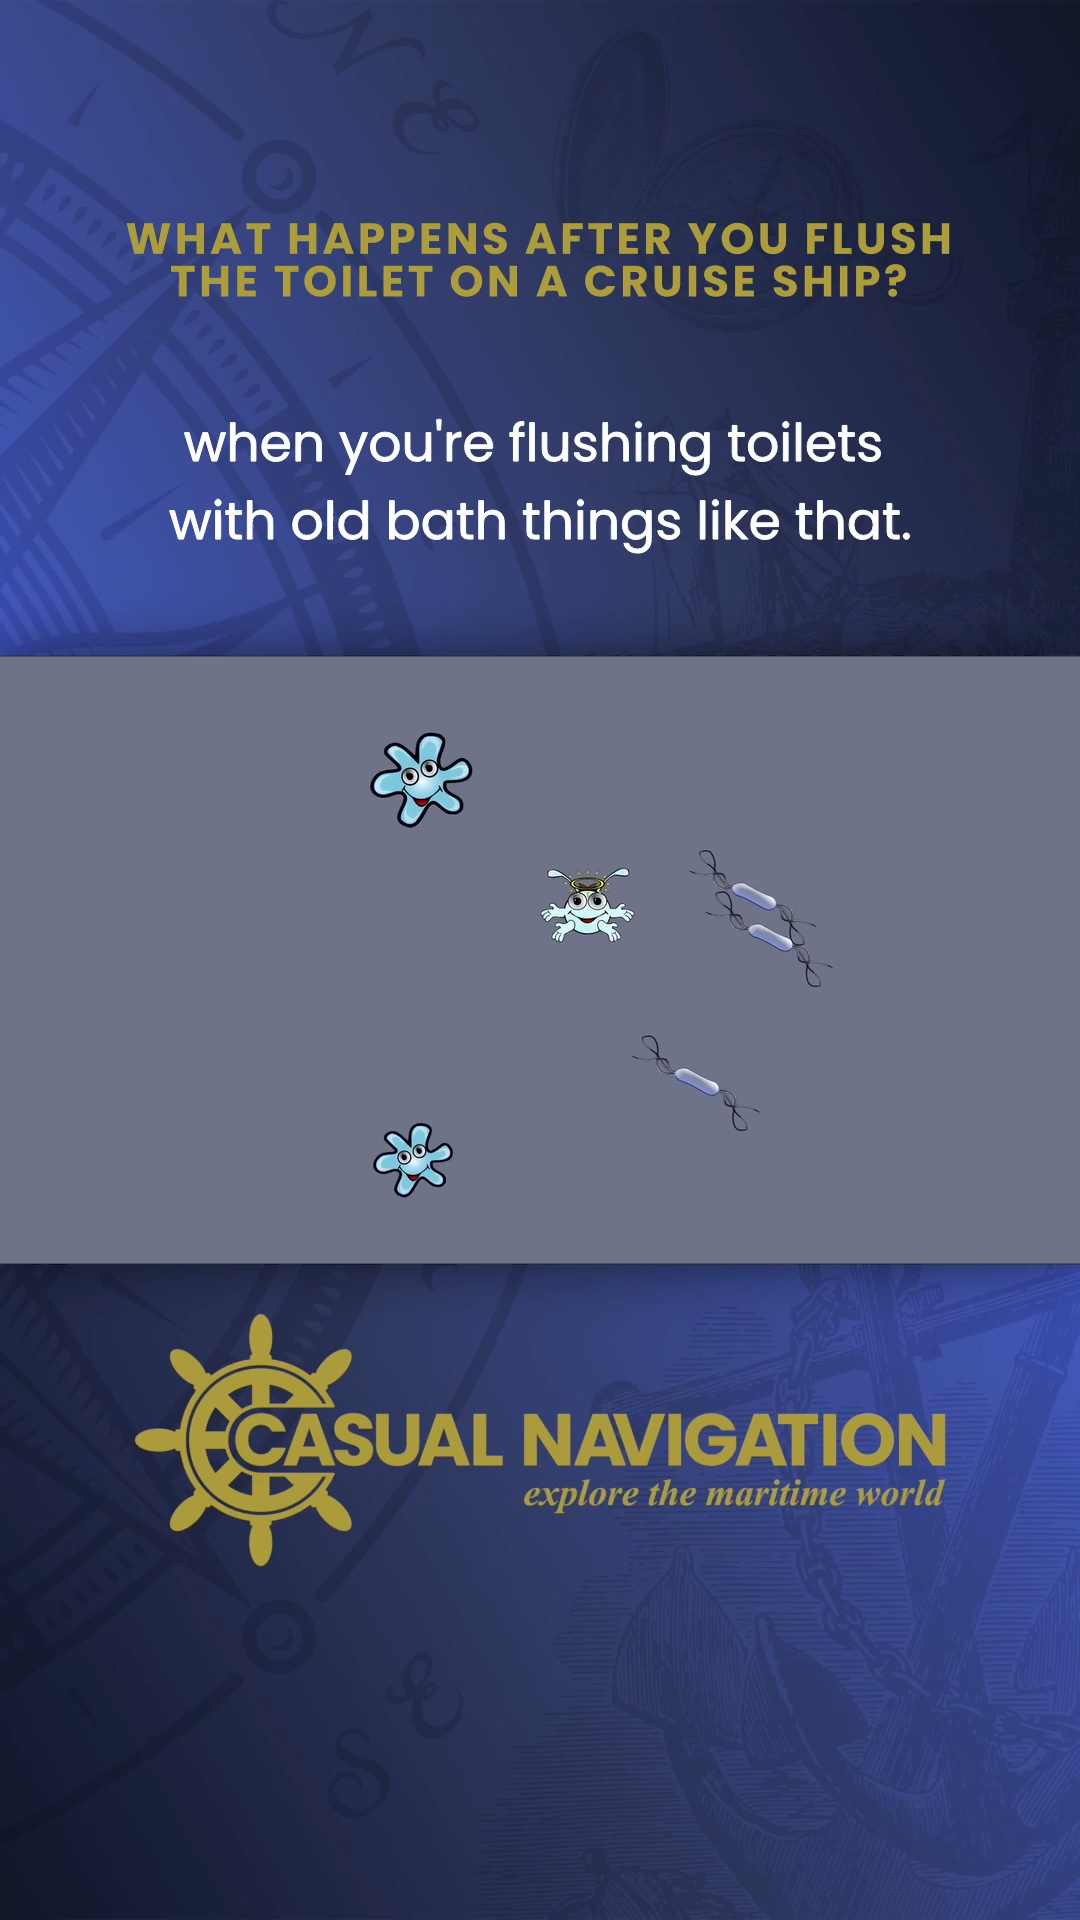 N E
WHAT HAPPENS AFTER YOU FLUSH
THE TOILET ON A CRUISE SHIP?
when you're flushing toilets
with old bath things like that.
CASUAL NAVIGATION
explore the maritime world
S E